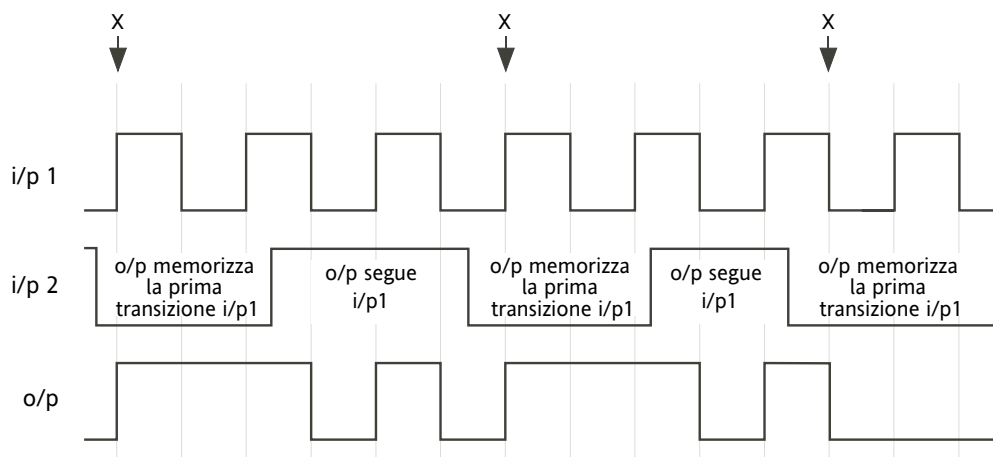 X
X
X
i/p 1
i/p 2
o/p memorizza
la prima
transizione i/p1
o/p segue
i/p1
o/p memorizza
la prima
transizione i/p1
o/p segue
i/p1
o/p memorizza
la prima
transizione i/p1
o/p